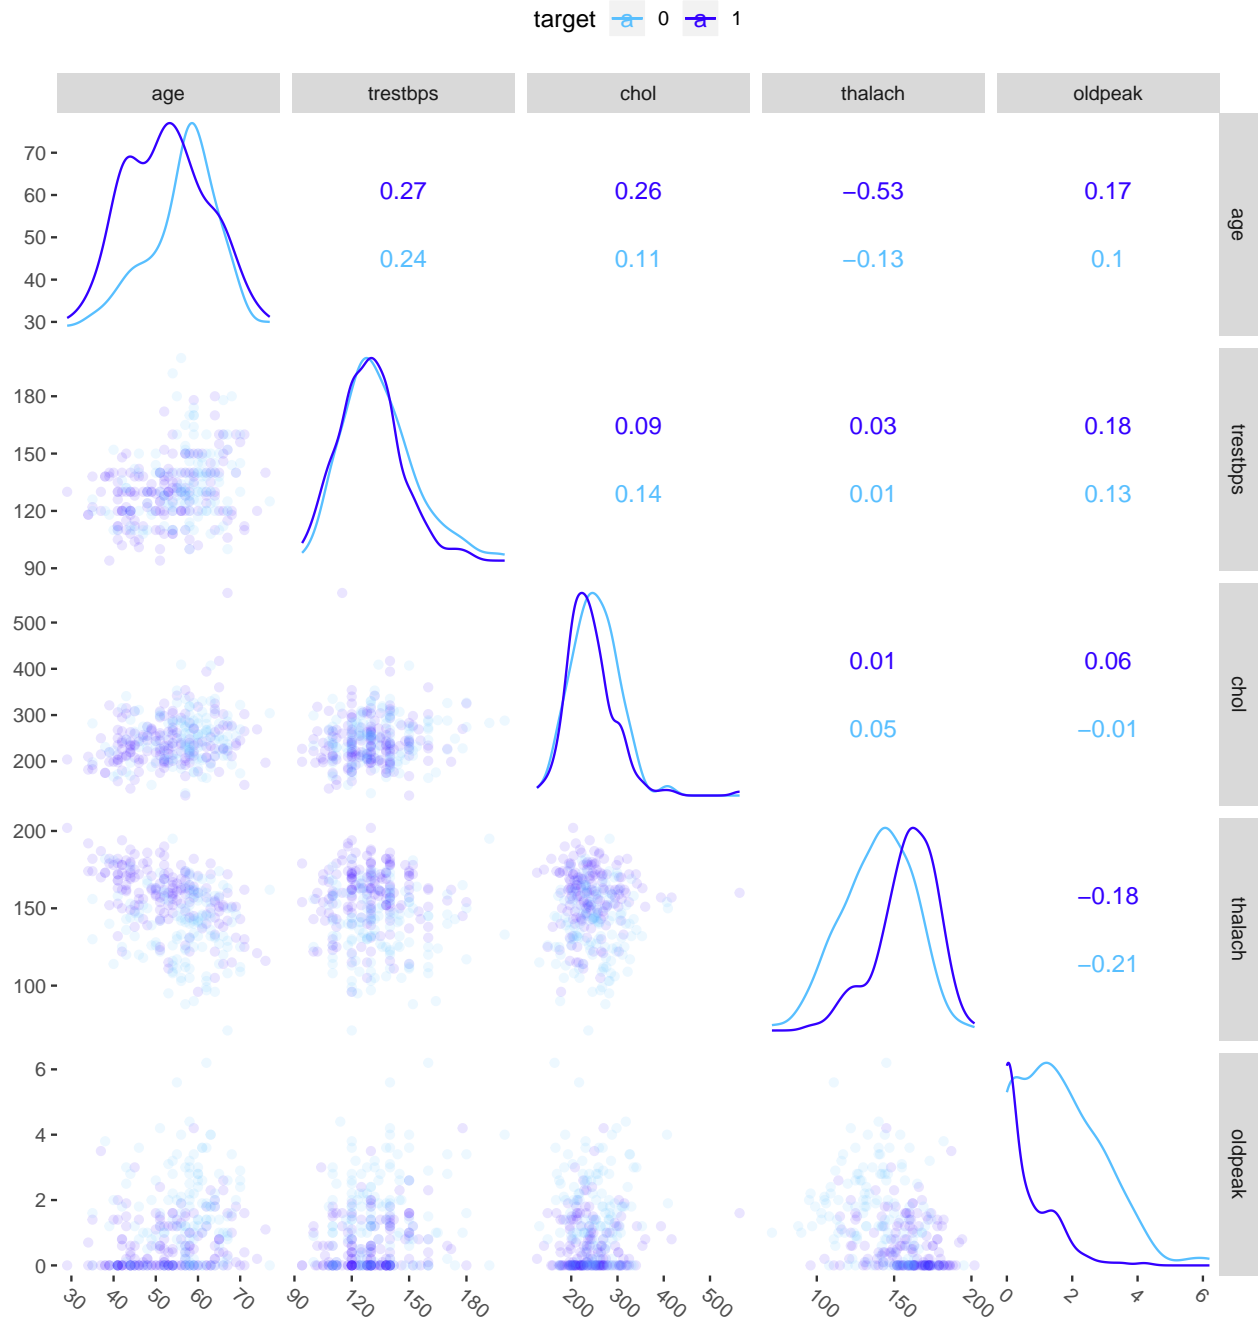 target a 0 a 1
age trestbps chol thalach oldpeak
70
60
50
40
30
0.27 0.26 −0.53 0.17
0.24 0.11 −0.13 0.1
age
180
150
120
90
0.09 0.03 0.18
0.14 0.01 0.13
trestbps
500
400
300
200
0.01 0.06
0.05 −0.01
chol
200
150
100
−0.18
−0.21
thalach
6
4
2
0
oldpeak
30 40 50 60 70 90 120 150 180 200 300 400 500 100 150 200 0 2 4 6